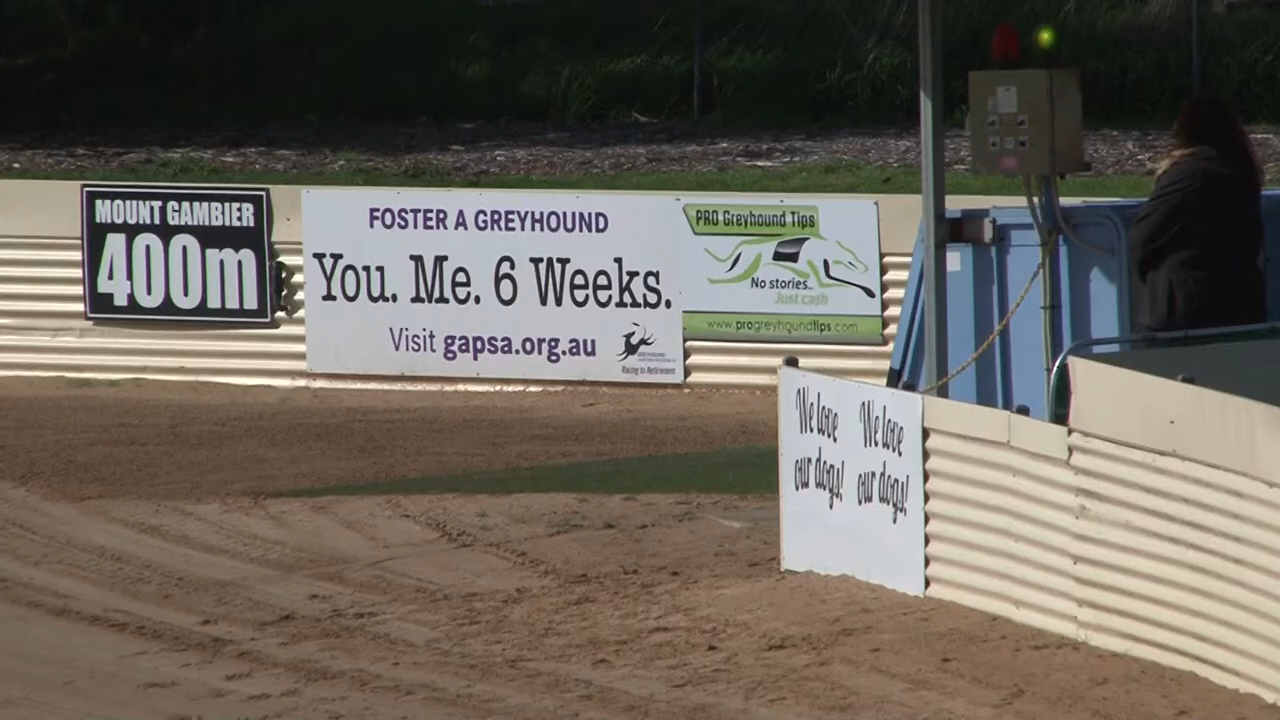 MOUNT GAMBIER
400m
FOSTER A GREYHOUND
You. Me. 6 Weeks.
Visit gapsa.org.au
Racing to Retirement
PRO Greyhound Tips
No stories..
Just cash
www.progreyhoundtips.com
We love We love
our dogs! our dogs!